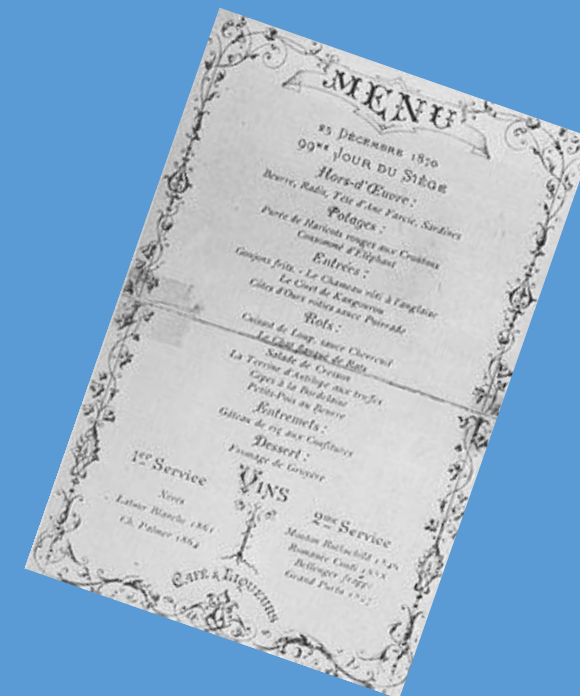 MENU
25 DÉCEMBRE 1870
99me JOUR DU SIÈGE
Hors-d'Œuvre :
Beurre, Radis, Tête d'Ane Farcie, Sardines
Potages :
Purée de Haricots rouges aux Croûtons
Consommé d'Eléphant
Entrées :
Goujons frits. - Le Chameau rôti à l'anglaise
Le Civet de Kangourou
Côtes d'Ours rôties sauce Poivrade
Rôts :
Cuissot de Loup, sauce Chevreuil
Le Chat flanqué de Rats
Salade de Cresson
La Terrine d'Antilope aux truffes
Cèpes à la Bordelaise
Petits-Pois au Beurre
Entremets :
Gâteau de riz aux Confitures
Dessert :
Fromage de Gruyère
VINS
1er Service
Xérès
Latour Blanche 1861
Ch. Palmer 1864
2me Service
Mouton Rothschild
Romanée Conti
Bellenger frappé
Grand Porto
CAFÉ & LIQUEURS